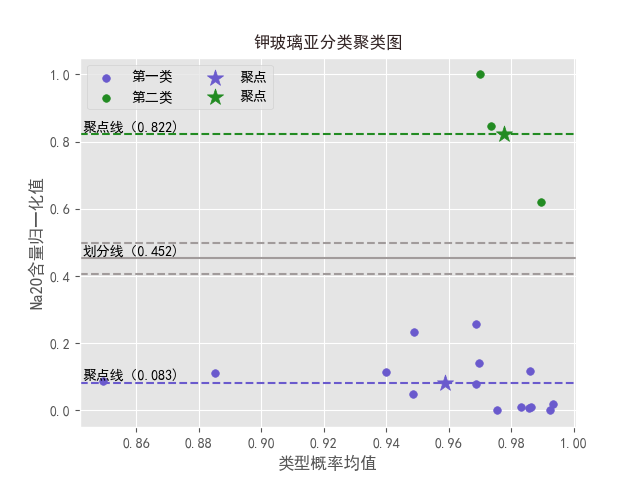 钾玻璃亚分类聚类图
第一类 聚点
第二类 聚点
1.0
0.8
0.6
0.4
0.2
0.0
聚点线（0.822）
划分线（0.452）
聚点线（0.083）
Na2O含量归一化值
0.86 0.88 0.90 0.92 0.94 0.96 0.98 1.00
类型概率均值